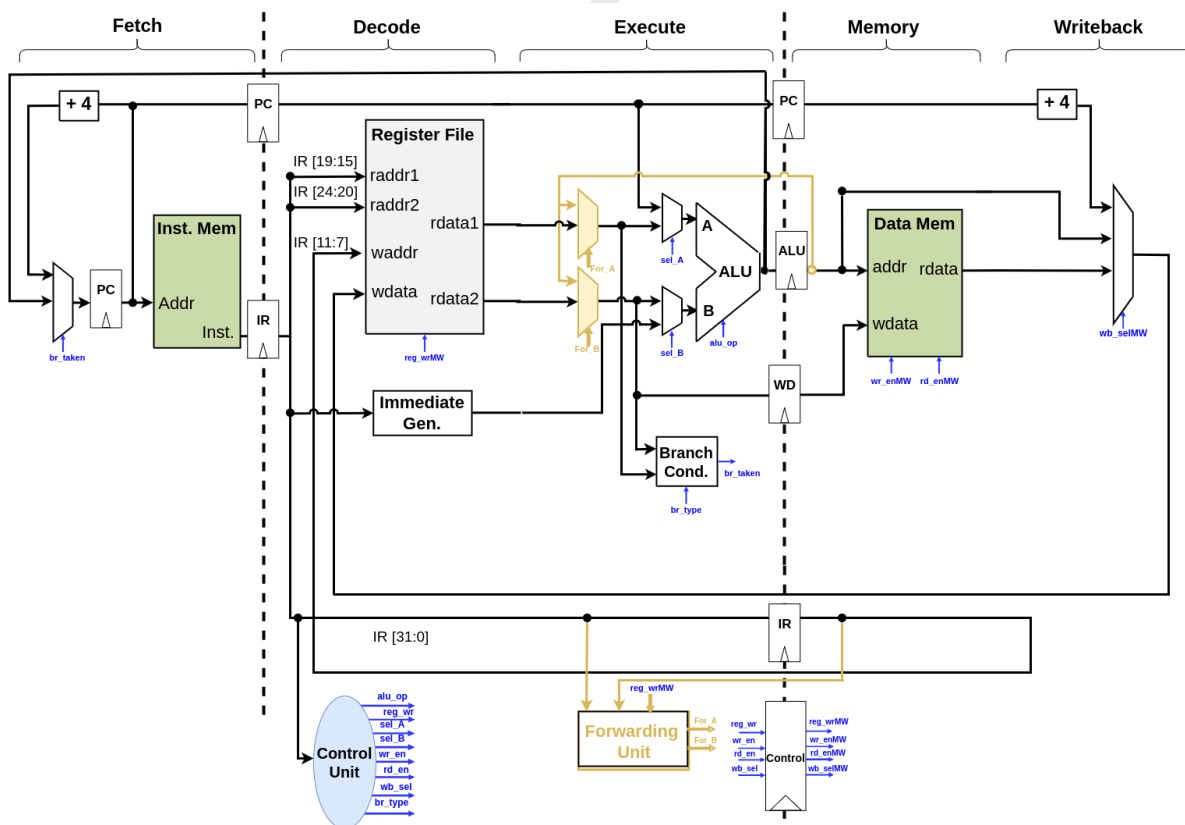 Fetch
Decode
Execute
Memory
Writeback
+ 4
PC
PC
+ 4
Register File
IR [19:15]
raddr1
IR [24:20]
raddr2
rdata1
IR [11:7]
waddr
wdata
rdata2
reg_wrMW
Inst. Mem
Addr
Inst.
PC
br_taken
IR
For_A
For_B
sel_A
sel_B
A
ALU
B
alu_op
ALU
Data Mem
addr
rdata
wdata
wr_enMW
rd_enMW
wb_selMW
WD
Immediate
Gen.
Branch
Cond.
br_taken
br_type
IR
IR [31:0]
Control
Unit
alu_op
reg_wr
sel_A
sel_B
wr_en
rd_en
wb_sel
br_type
reg_wrMW
Forwarding
Unit
For_A
For_B
reg_wr
wr_en
rd_en
wb_sel
Control
reg_wrMW
wr_enMW
rd_enMW
wb_selMW